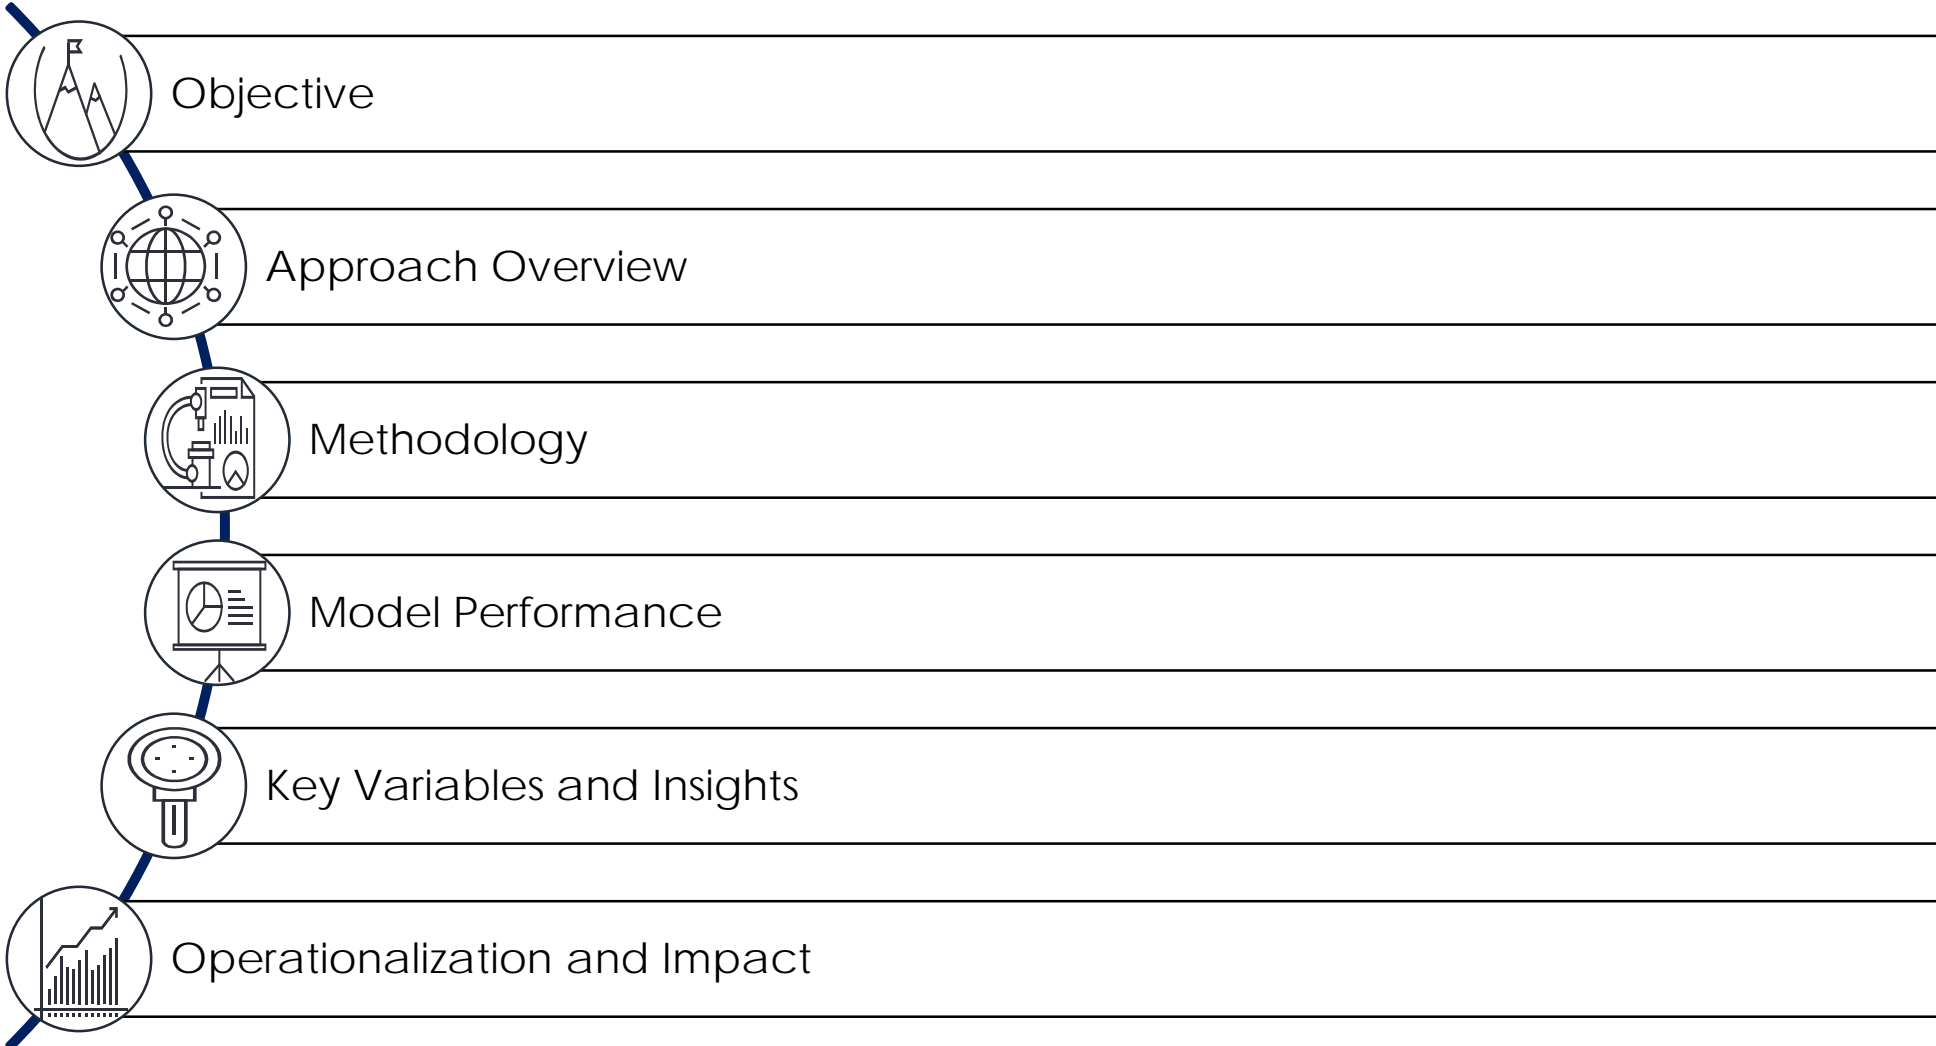 Objective
Approach Overview
Methodology
Model Performance
Key Variables and Insights
Operationalization and Impact